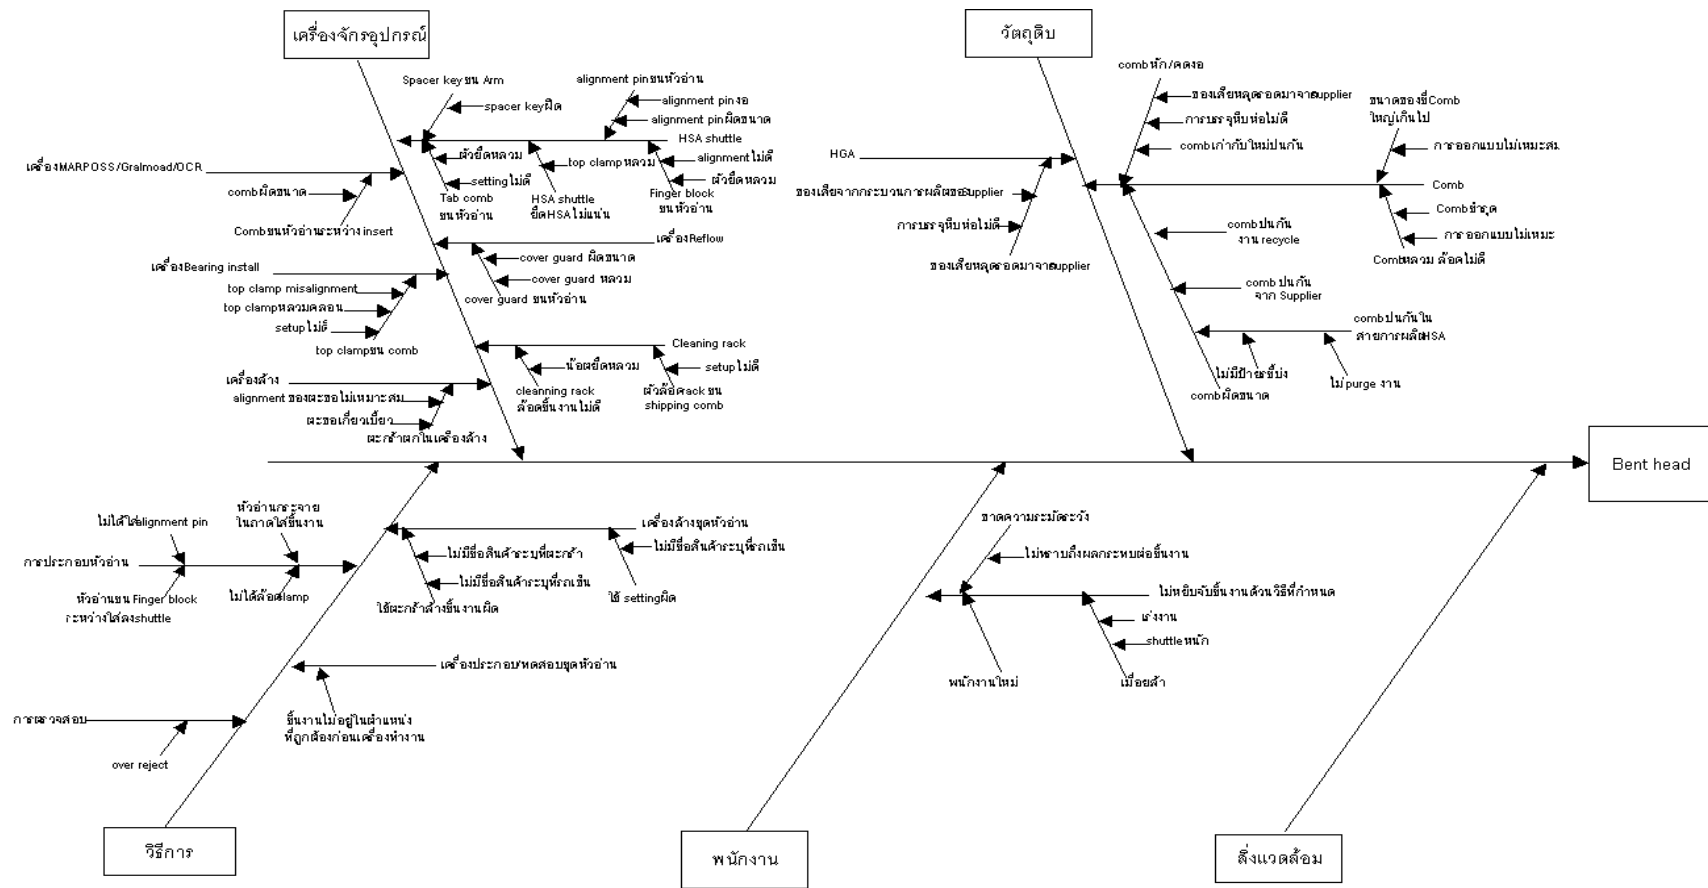 เครื่องจักรอุปกรณ์
วัตถุดิบ
Spacer key ชน Arm
spacer key ผิด
alignment pin ชนหัวอ่าน
alignment pin งอ
alignment pin ผิดขนาด
HSA shuttle
ตัวยึดหลวม
setting ไม่ดี
Tab comb
ชนหัวอ่าน
top clamp หลวม
HSA shuttle
ยึด HSA ไม่แน่น
alignment ไม่ดี
ตัวยึดหลวม
Finger block
ชนหัวอ่าน
เครื่อง MARPOSS/Gralmoad/OCR
comb ผิดขนาด
Comb ชนหัวอ่านระหว่าง insert
เครื่อง Reflow
cover guard ผิดขนาด
cover guard หลวม
cover guard ชนหัวอ่าน
เครื่อง Bearing install
top clamp misalignment
top clamp หลวมคลอน
setup ไม่ดี
top clamp ชน comb
Cleaning rack
น้อตยึดหลวม
cleanning rack
ล้อคชิ้นงานไม่ดี
setup ไม่ดี
ตัวล้อค rack ชน
shipping comb
เครื่องล้าง
alignment ของตะขอไม่เหมาะสม
ตะขอเกี่ยวเบี้ยว
ตะกร้าตกในเครื่องล้าง
comb หัก/คดงอ
ของเสียหลุดรอดมาจาก supplier
การบรรจุหีบห่อไม่ดี
comb เก่ากับใหม่ปนกัน
ขนาดของซี่ Comb
ใหญ่เกินไป
การออกแบบไม่เหมะสม
HGA
ของเสียจากกระบวนการผลิตของ Supplier
การบรรจุหีบห่อไม่ดี
ของเสียหลุดรอดมาจาก supplier
Comb
Comb ชำรุด
การออกแบบไม่เหมะ
Comb หลวม ล้อคไม่ดี
comb ปนกัน
งาน recycle
comb ปนกัน
จาก Supplier
comb ปนกันใน
สายการผลิต HSA
ไม่มีป้ายชี้บ่ง
ไม่ purge งาน
comb ผิดขนาด
Bent head
ไม่ได้ใส่ alignment pin
หัวอ่านกระจาย
ในถาดใส่ชิ้นงาน
การประกอบหัวอ่าน
หัวอ่านชน Finger block
ระหว่างใส่ลง shuttle
ไม่ได้ล้อค clamp
เครื่องล้างชุดหัวอ่าน
ไม่มีชื่อสินค้าระบุที่ตะกร้า
ไม่มีชื่อสินค้าระบุที่รถเข็น
ใช้ตะกร้าล้างชิ้นงานผิด
ไม่มีชื่อสินค้าระบุที่รถเข็น
ใช้ setting ผิด
เครื่องประกอบ/ทดสอบชุดหัวอ่าน
ชิ้นงานไม่อยู่ในตำแหน่ง
ที่ถูกต้องก่อนเครื่องทำงาน
การตรวจสอบ
over reject
ขาดความระมัดระวัง
ไม่ทราบถึงผลกระทบต่อชิ้นงาน
ไม่หยิบจับชิ้นงานด้วนวิธีที่กำหนด
เร่งงาน
shuttle หนัก
พนักงานใหม่
เมื่อยล้า
วิธีการ
พนักงาน
สิ่งแวดล้อม